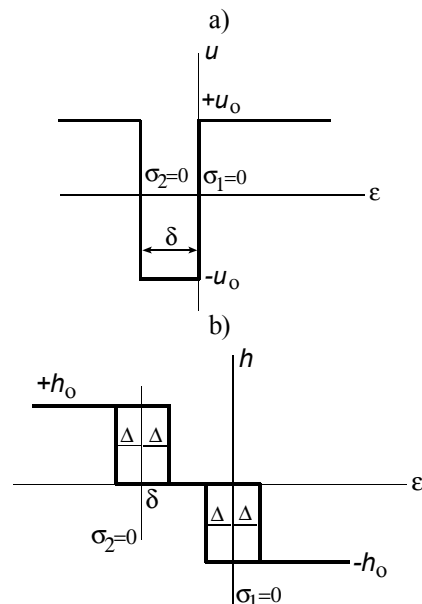 a)
u
+u₀
σ₂=0 σ₁=0
ε
δ
-u₀
b)
h
+h₀
Δ Δ
ε
δ
Δ Δ
σ₂=0
-h₀
σ₁=0